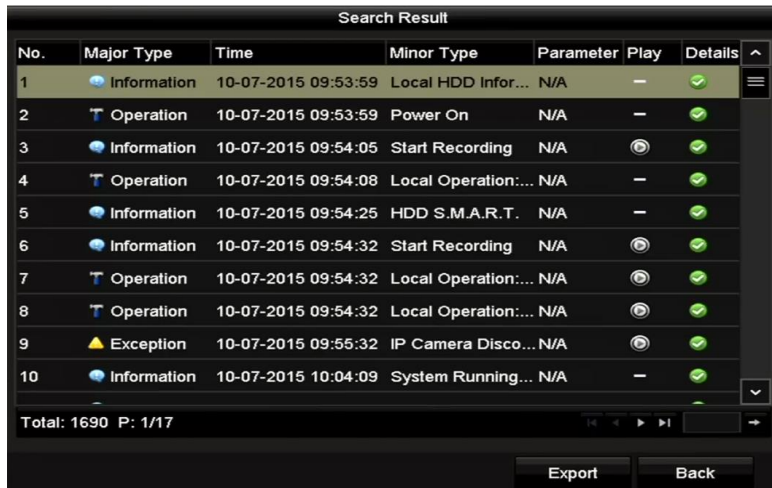 Search Result
No. Major Type Time Minor Type Parameter Play Details
1 Information 10-07-2015 09:53:59 Local HDD Infor... N/A –
2 Operation 10-07-2015 09:53:59 Power On N/A –
3 Information 10-07-2015 09:54:05 Start Recording N/A
4 Operation 10-07-2015 09:54:08 Local Operation:... N/A –
5 Information 10-07-2015 09:54:25 HDD S.M.A.R.T. N/A –
6 Information 10-07-2015 09:54:32 Start Recording N/A
7 Operation 10-07-2015 09:54:32 Local Operation:... N/A
8 Operation 10-07-2015 09:54:32 Local Operation:... N/A
9 Exception 10-07-2015 09:55:32 IP Camera Disco... N/A
10 Information 10-07-2015 10:04:09 System Running... N/A –
Total: 1690 P: 1/17
Export Back